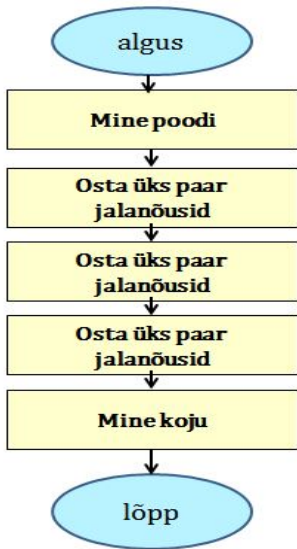 algus
Mine poodi
Osta üks paar
jalanõusid
Osta üks paar
jalanõusid
Osta üks paar
jalanõusid
Mine koju
lõpp